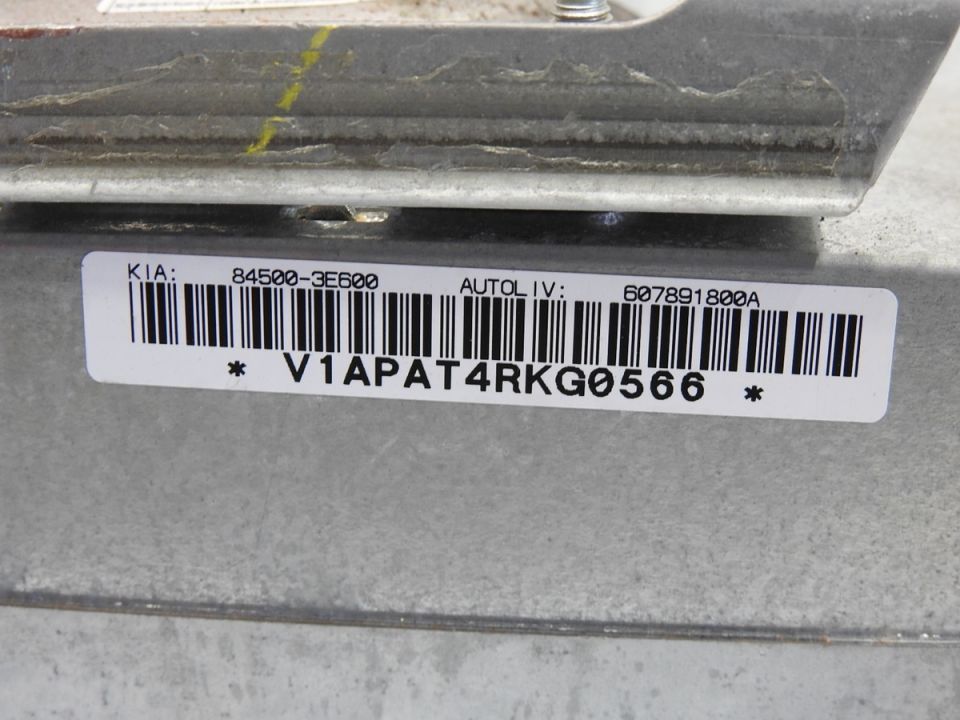 KIA: 84500-3E600 AUTOLIV: 607891800A
* V1APAT4RKG0566 *